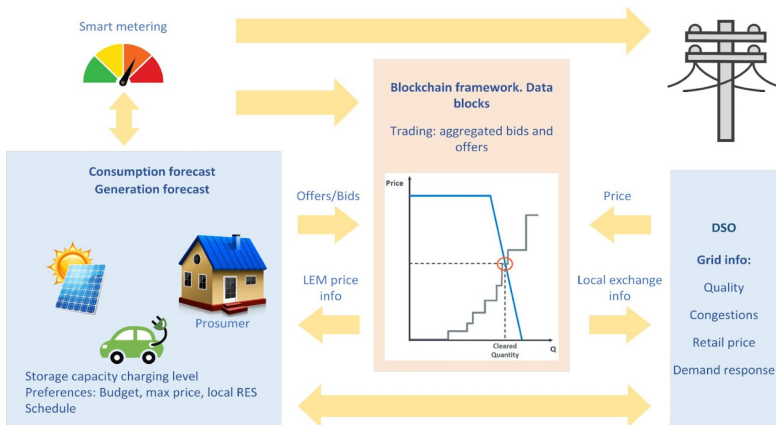 Smart metering
Blockchain framework. Data
blocks
Trading: aggregated bids and
offers
Consumption forecast
Generation forecast
Offers/Bids
Price
Price
DSO
Grid info:
Quality
Congestions
Retail price
Demand response
LEM price
info
Local exchange
info
Prosumer
Cleared
Quantity
Q
Storage capacity charging level
Preferences: Budget, max price, local RES
Schedule